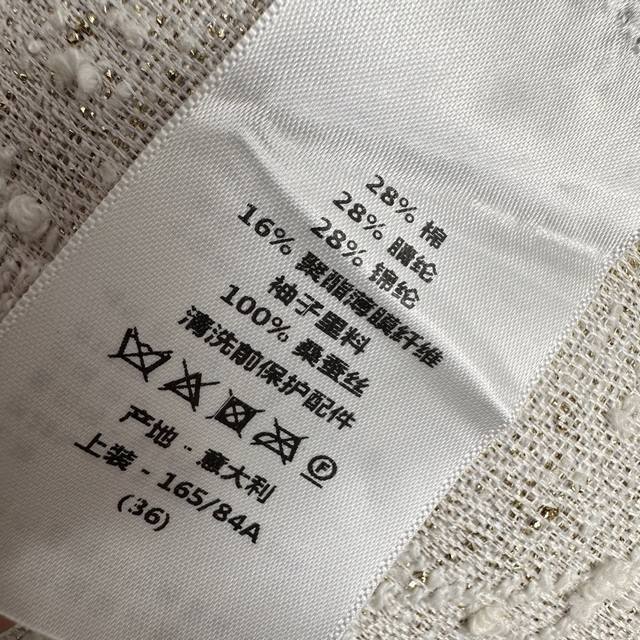 28% 棉
28% 腈纶
28% 锦纶
16% 聚酯薄膜纤维
袖子里料
100% 桑蚕丝
清洗前保护配件
F
产地 - 意大利
上装 - 165/84A
(36)